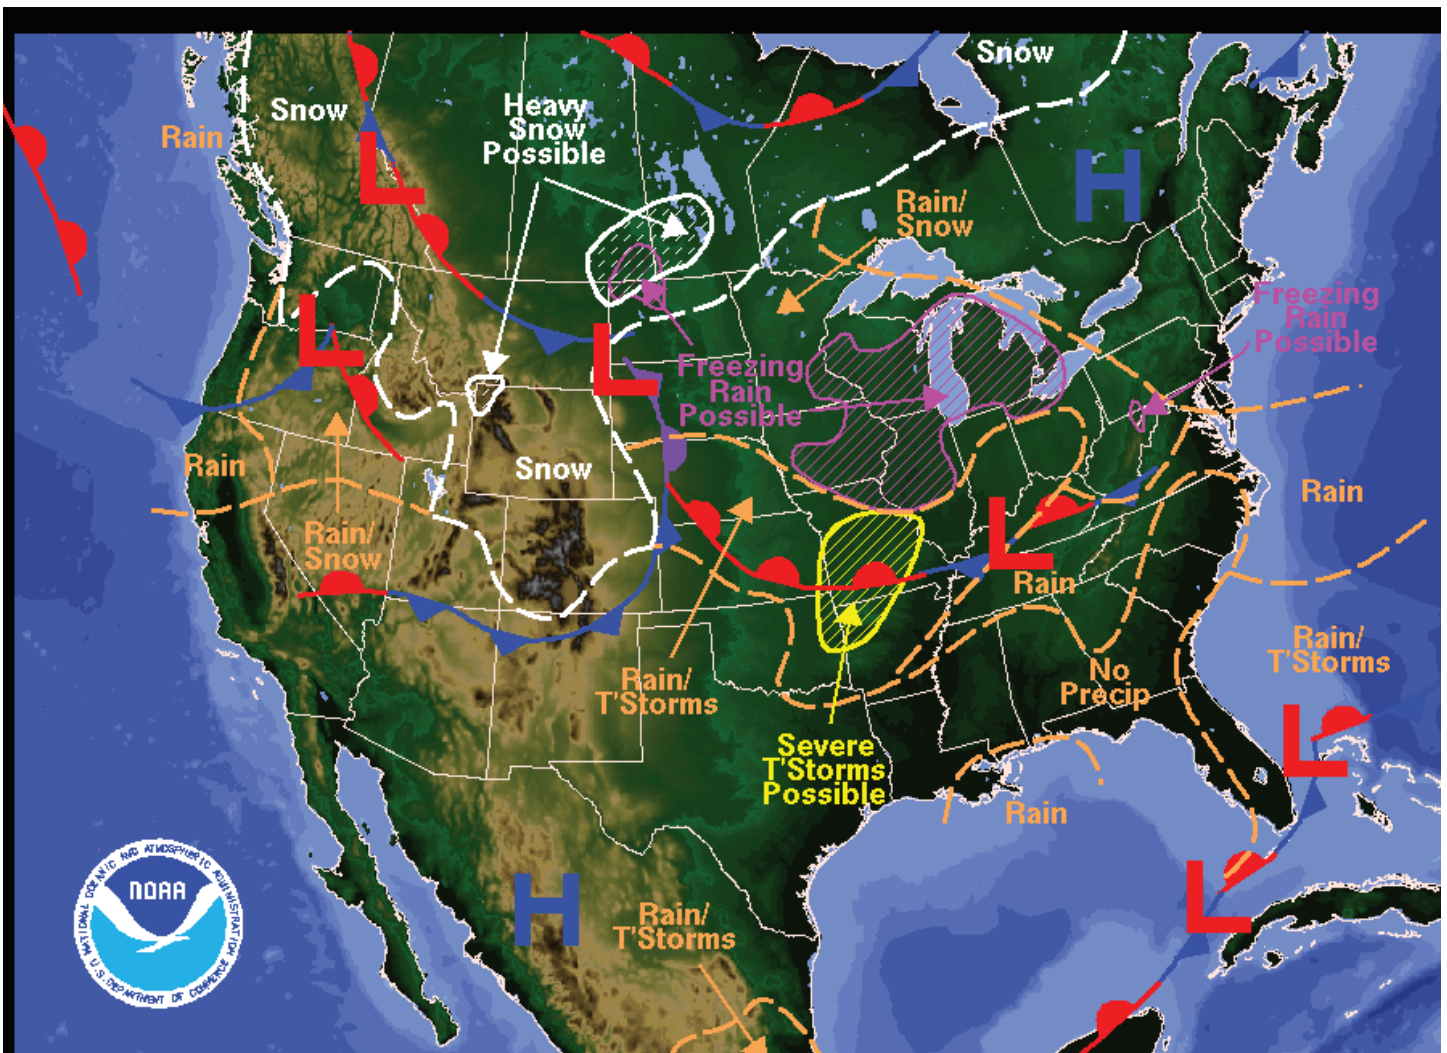 Snow
Snow
Rain
Heavy
Snow
Possible
H
L
Rain/
Snow
Freezing
Rain
Possible
L
L
Freezing
Rain
Possible
Snow
Rain
Rain
Rain/
Snow
L
Rain
Rain/
T'Storms
No
Precip
Rain/
T'Storms
L
Severe
T'Storms
Possible
Rain
NOAA
NATIONAL OCEANIC AND ATMOSPHERIC ADMINISTRATION
U.S. DEPARTMENT OF COMMERCE
H
Rain/
T'Storms
L